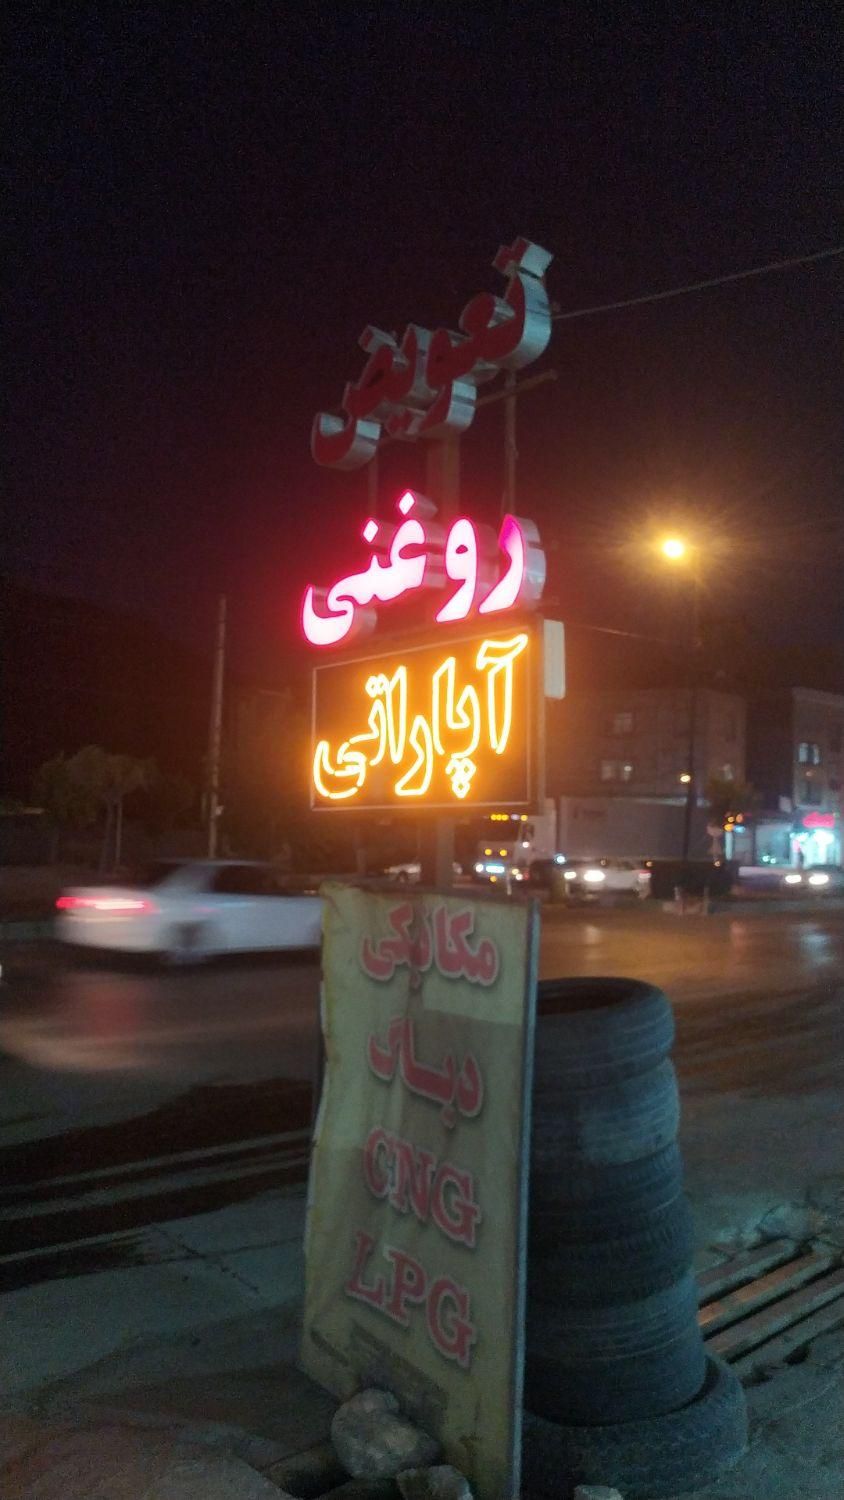 تعویض
روغنی
آپاراتی
مکانیکی
دیاگ
CNG
LPG